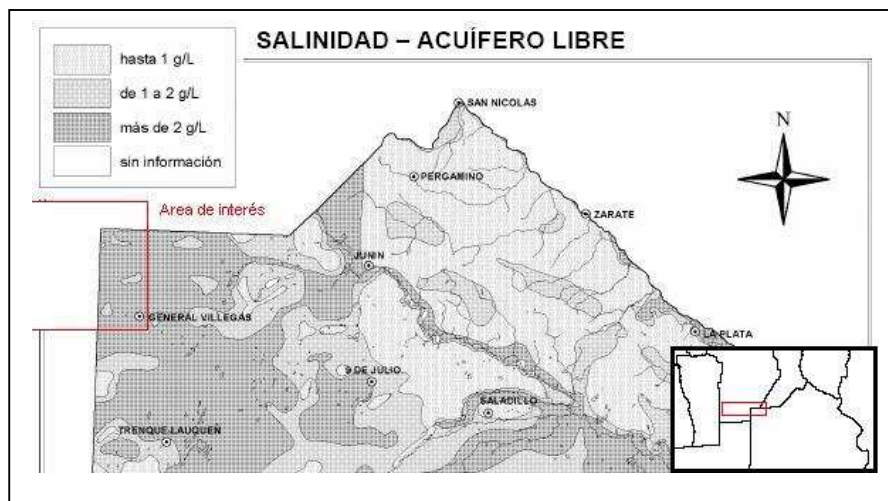 SALINIDAD – ACUÍFERO LIBRE
hasta 1 g/L
de 1 a 2 g/L
más de 2 g/L
sin información
SAN NICOLAS
N
PERGAMINO
Area de interés
ZARATE
JUNIN
GENERAL VILLEGAS
LA PLATA
9 DE JULIO
SALADILLO
TRENQUE LAUQUEN